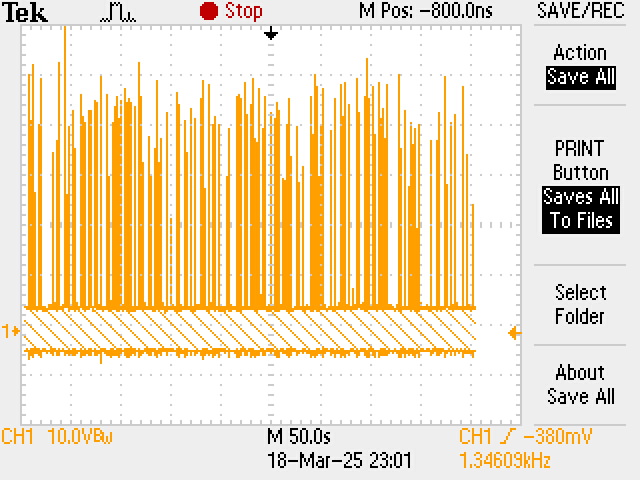 Tek
Stop
M Pos: -800.0ns
SAVE/REC
Action
Save All
PRINT
Button
Saves All
To Files
Select
Folder
About
Save All
1
CH1 10.0VBw
M 50.0s
CH1 -380mV
18-Mar-25 23:01
1.34609kHz